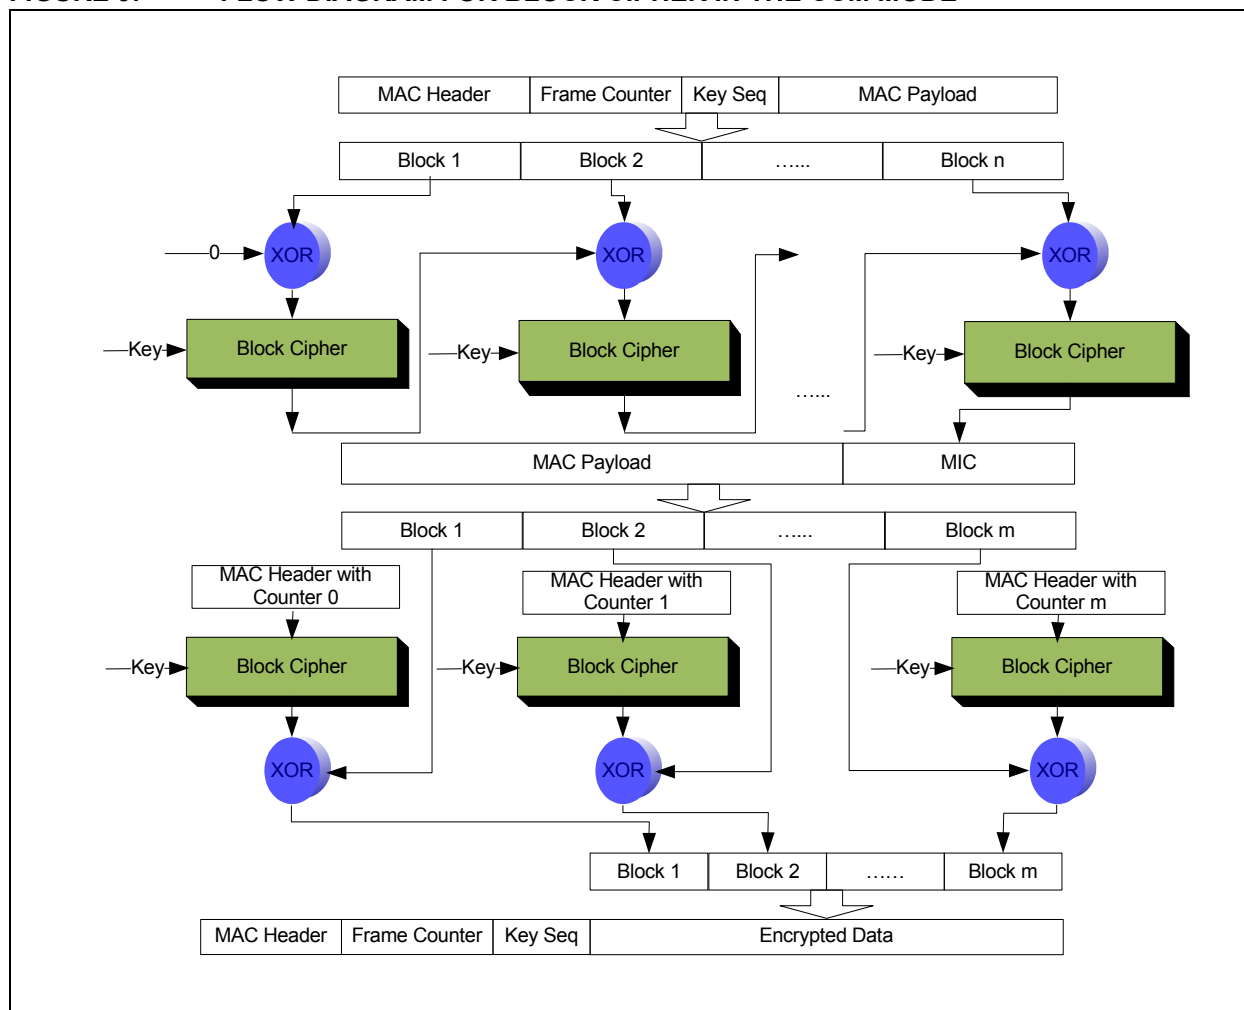 MAC Header Frame Counter Key Seq MAC Payload
Block 1 Block 2 …... Block n
XOR XOR XOR
0
Block Cipher Block Cipher Block Cipher
Key Key Key
…...
MAC Payload MIC
Block 1 Block 2 …... Block m
MAC Header with
Counter 0
MAC Header with
Counter 1
MAC Header with
Counter m
Key Block Cipher Key Block Cipher Key Block Cipher
XOR XOR XOR
Block 1 Block 2 …… Block m
MAC Header Frame Counter Key Seq Encrypted Data